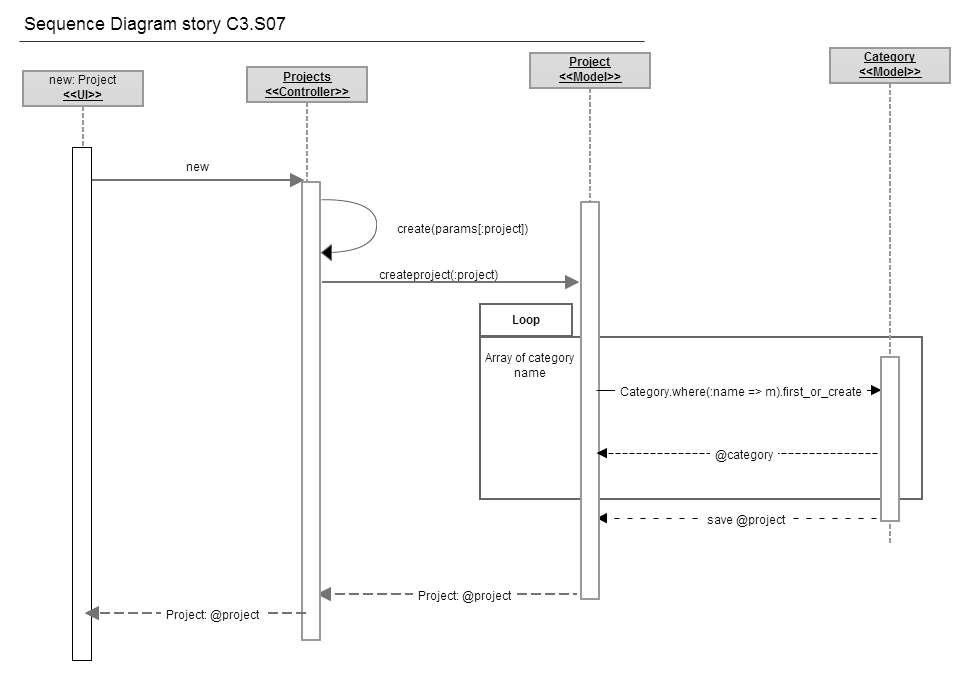 Sequence Diagram story C3.S07
new: Project
<<UI>>
Projects
<<Controller>>
Project
<<Model>>
Category
<<Model>>
new
create(params[:project])
createproject(:project)
Loop
Array of category
name
Category.where(:name => m).first_or_create
@category
save @project
Project: @project
Project: @project